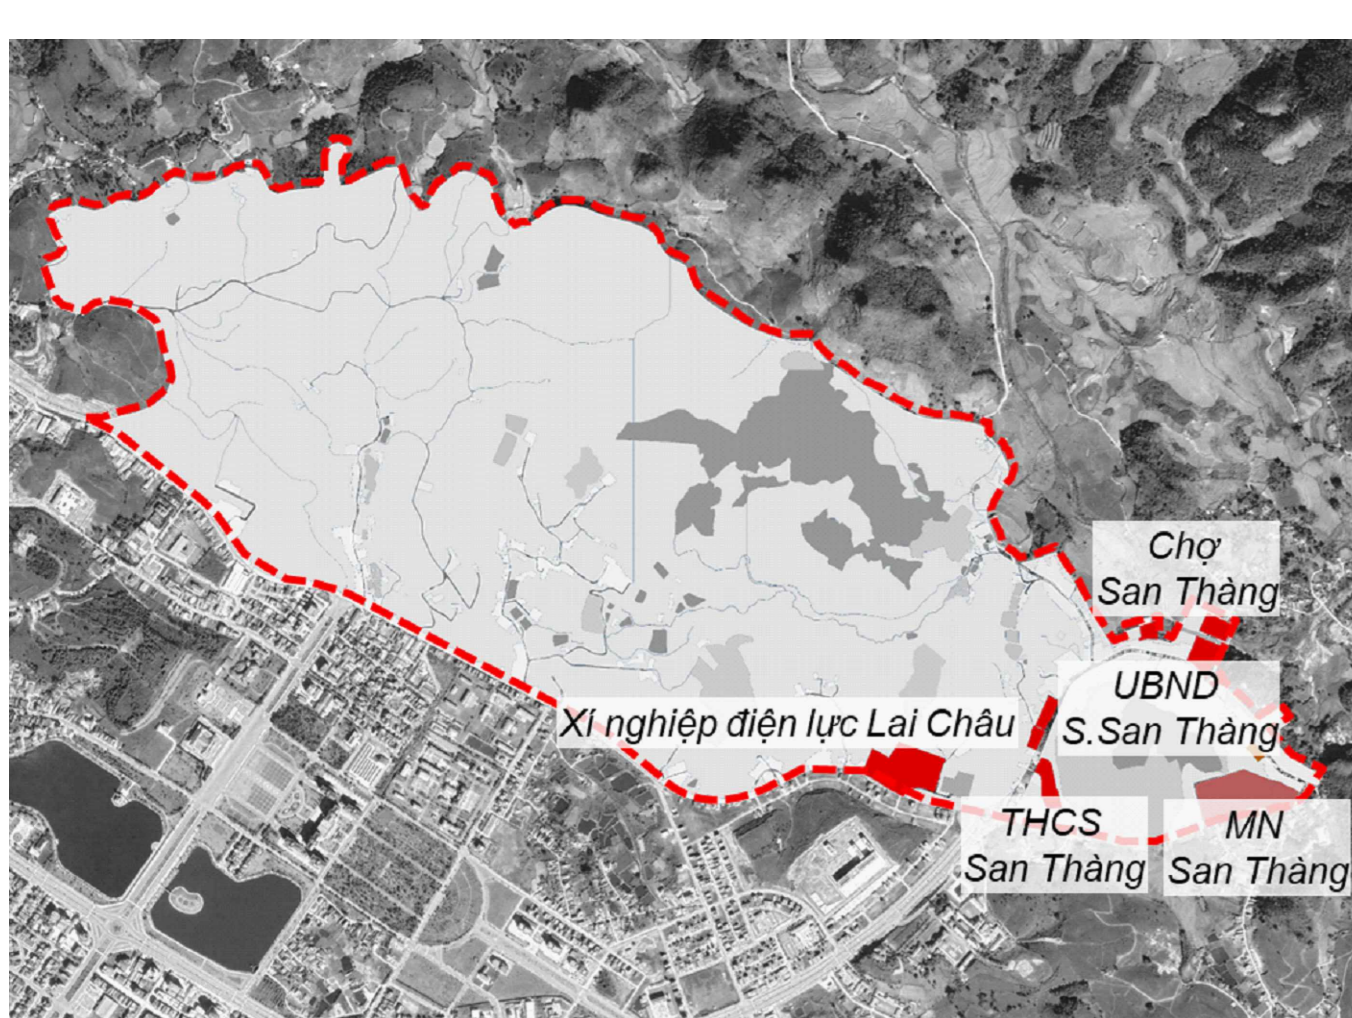 Chợ
San Thàng
UBND
S.San Thàng
Xí nghiệp điện lực Lai Châu
THCS
San Thàng
MN
San Thàng